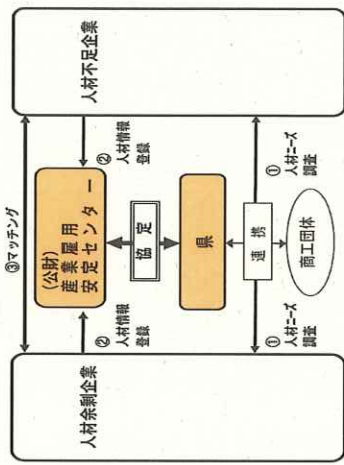 ③マッチング
人材余剰企業
人材不足企業
(公財)
産業雇用
安定センター
②
人材情報
登録
②
人材情報
登録
協定
県
連携
商工団体
①
人材ニーズ
調査
①
人材ニーズ
調査